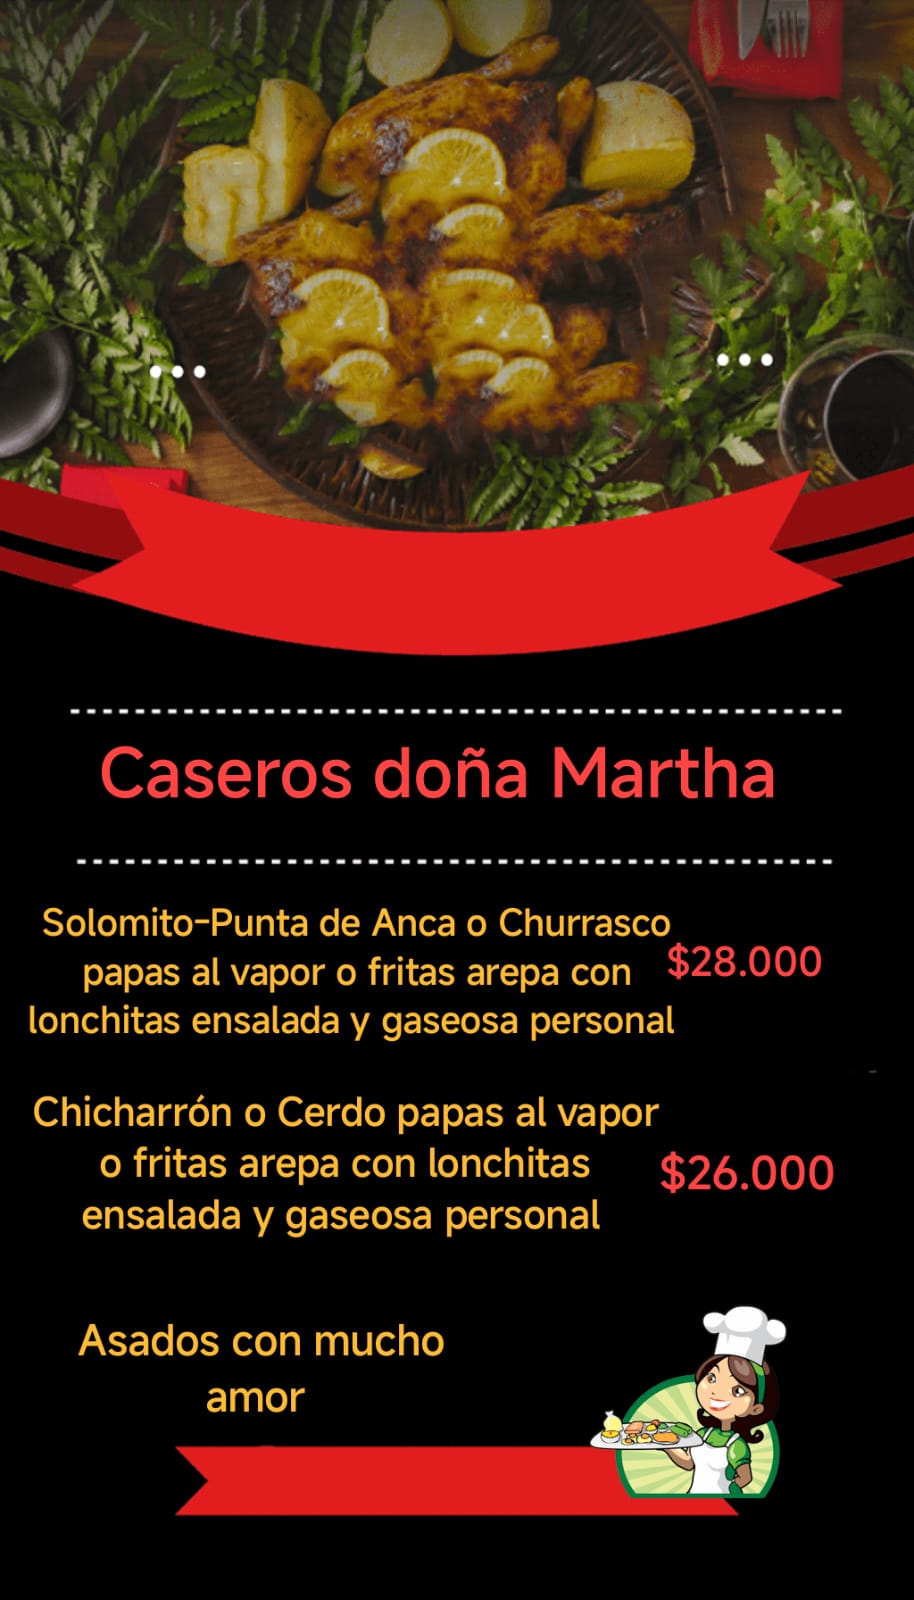 Caseros doña Martha
Solomito-Punta de Anca o Churrasco
papas al vapor o fritas arepa con
lonchitas ensalada y gaseosa personal
$28.000
Chicharrón o Cerdo papas al vapor
o fritas arepa con lonchitas
ensalada y gaseosa personal
$26.000
Asados con mucho
amor